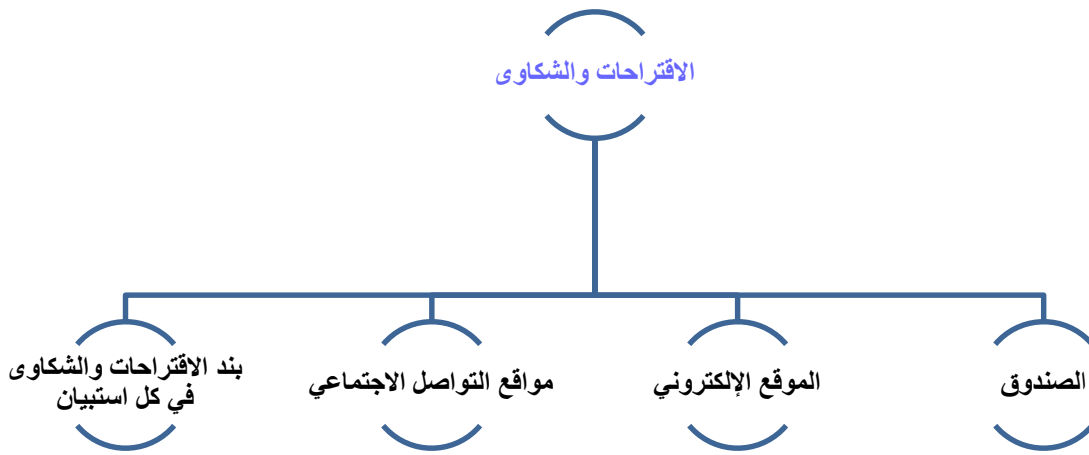 الاقتراحات والشكاوى
الصندوق
الموقع الإلكتروني
مواقع التواصل الاجتماعي
بند الاقتراحات والشكاوى
في كل استبيان